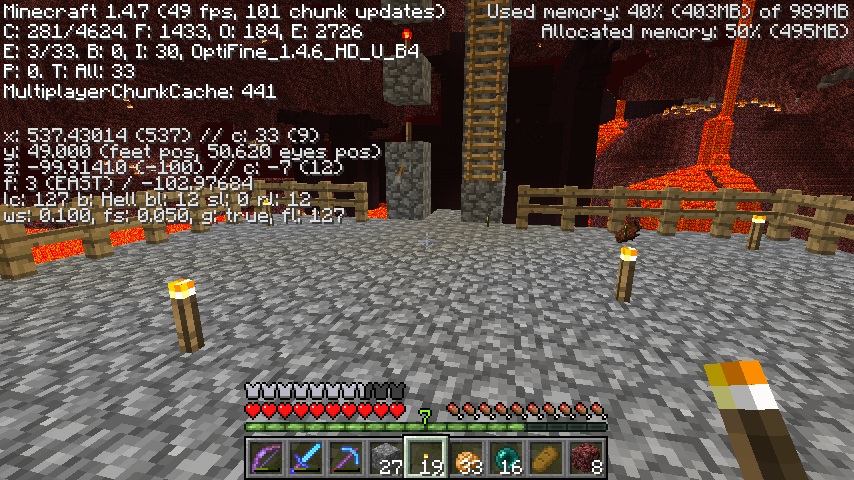 Minecraft 1.4.7 (49 fps, 101 chunk updates)
Used memory: 40% (403MB) of 989MB
C: 281/4624, F: 1433, O: 184, E: 2726
Allocated memory: 50% (495MB)
E: 3/33. B: 0, I: 30, OptiFine_1.4.6_HD_U_B4
P: 0. T: All: 33
MultiplayerChunkCache: 441
x: 537.43014 (537) // c: 33 (9)
y: 49.000 (feet pos, 50.620 eyes pos)
z: -99.91410 (-100) // c: -7 (12)
f: 3 (EAST) / -102.97684
lc: 127 b: Hell bl: 12 sl: 0 rl: 12
ws: 0.100, fs: 0.050, g: true, fl: 127
7
27 19 33 16 8